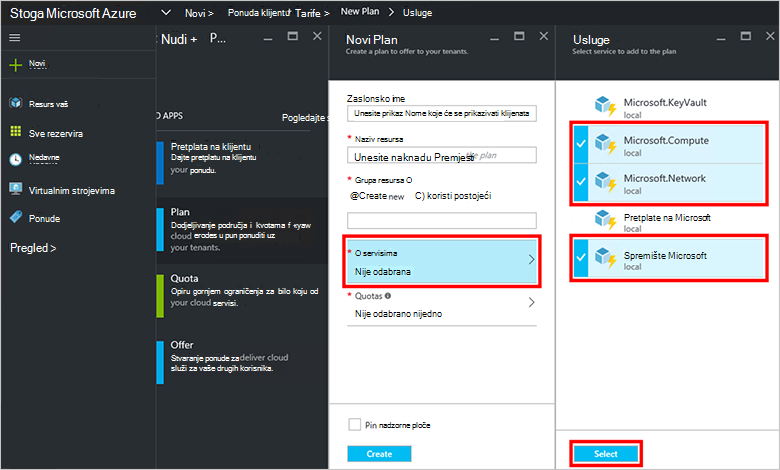 Stoga Microsoft Azure
Novi > Ponuda klijentu > Tarife > New Plan > Usluge
Novi
Resurs vaš
Sve rezervira
Nedavne
Virtualnim strojevima
Ponude
Pregled >
Nudi + P...
D APPS Pogledajte s
Pretplata na klijentu
Dajte pretplatu na klijentu
your ponudu.
Plan
Dodjeljivanje područja i kvotama f
cloud erodes u pun ponuditi uz
your tenants.
Quota
Opiru gornjem ograničenja za bilo koju od
your cloud servisi.
Offer
Stvaranje ponude za deliver cloud
služi za vaše drugih korisnika.
Novi Plan
Create a plan to offer to your tenants.
Zaslonsko ime
Unesite prikaz Nome koje će se prikazivati klijenata
* Naziv resursa
Unesite naknadu Premjesti the plan
* Grupa resursa O
@Create new C) koristi postojeći
* O servisima
Nije odabrana
* Quotas
Nije odabrano nijedno
Pin nadzorne ploče
Create
Usluge
Select service to add to the plan
Microsoft.KeyVault
local
Microsoft.Compute
local
Microsoft.Network
local
Pretplate na Microsoft
local
Spremište Microsoft
local
Select